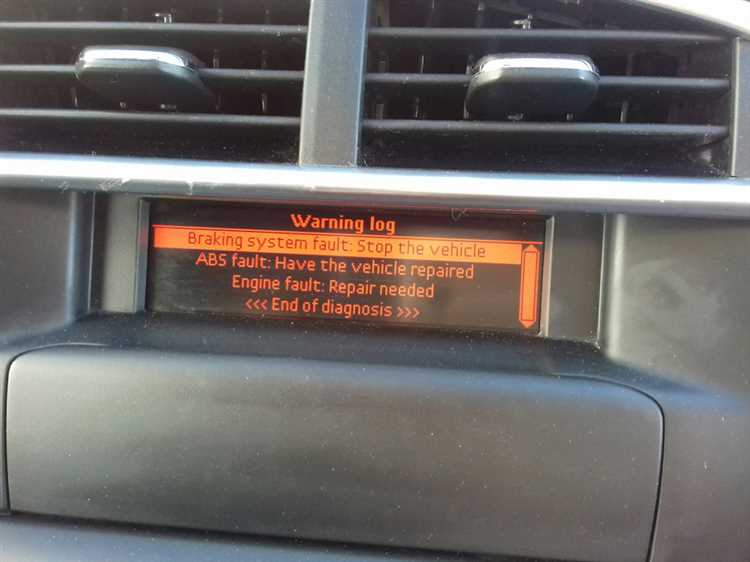 Warning log
Braking system fault: Stop the vehicle
ABS fault: Have the vehicle repaired
Engine fault: Repair needed
<<< End of diagnosis >>>